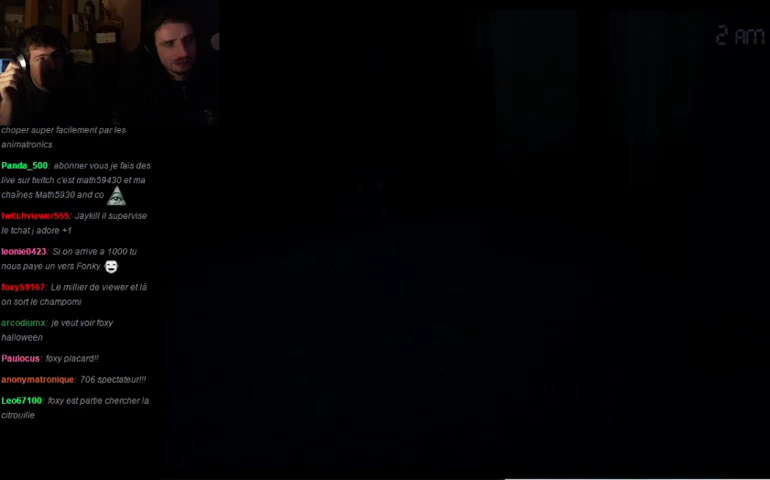 2 AM
choper super facilement par les
animatronics
Panda_500: abonner vous je fais des
live sur twitch c'est math59430 et ma
chaînes Math5930 and co
twitchviewer555: Jaykill il supervise
le tchat j adore +1
leonie0423: Si on arrive a 1000 tu
nous paye un vers Fonky
foxy59167: Le millier de viewer et là
on sort le champomi
arcodiumx: je veut voir foxy
halloween
Paulocus: foxy placard!!
anonymatronique: 706 spectateur!!!
Leo67100: foxy est partie chercher la
citrouille